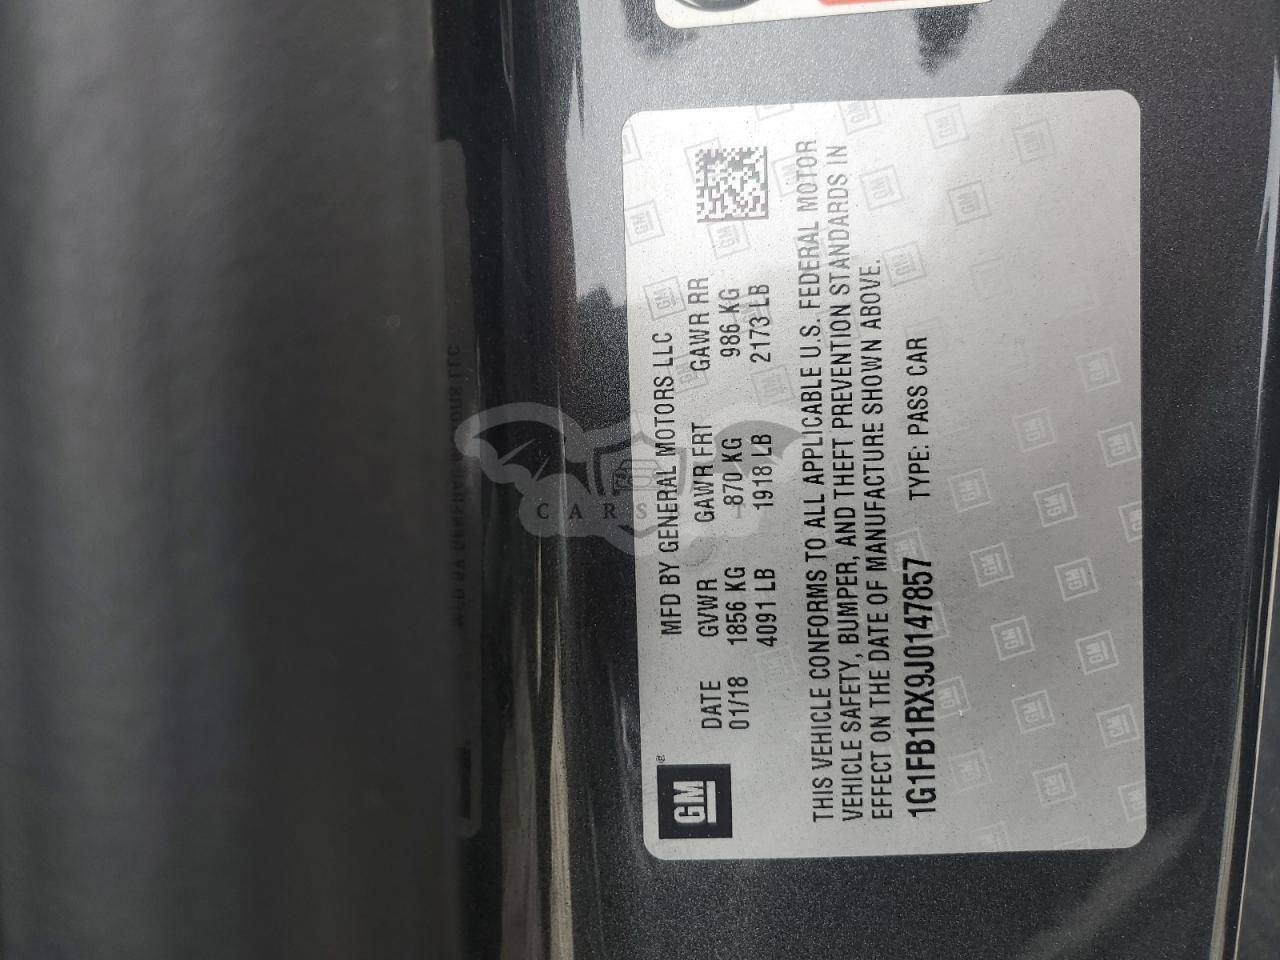 GM
MFD BY GENERAL MOTORS LLC
DATE GVWR GAWR FRT GAWR RR
01/18 1856 KG 870 KG 986 KG
4091 LB 1918 LB 2173 LB
THIS VEHICLE CONFORMS TO ALL APPLICABLE U.S. FEDERAL MOTOR
VEHICLE SAFETY, BUMPER, AND THEFT PREVENTION STANDARDS IN
EFFECT ON THE DATE OF MANUFACTURE SHOWN ABOVE.
1G1FB1RX9J0147857 TYPE: PASS CAR